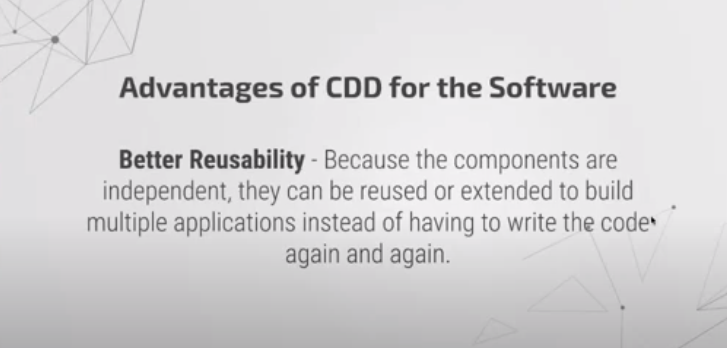 Advantages of CDD for the Software
Better Reusability - Because the components are
independent, they can be reused or extended to build
multiple applications instead of having to write the code
again and again.